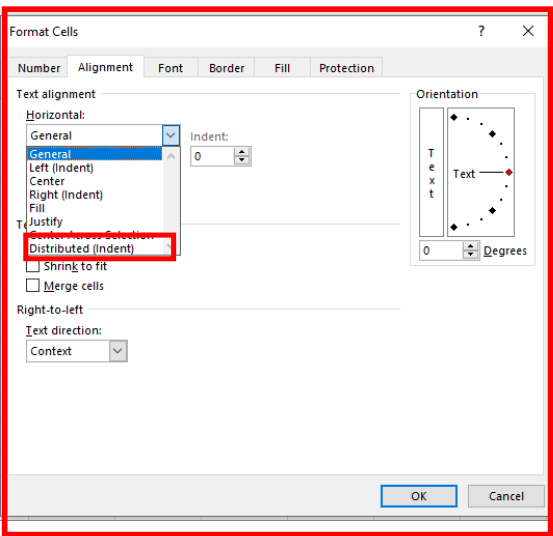 Format Cells ? ×
Number Alignment Font Border Fill Protection
Text alignment
Horizontal:
General
Indent:
0
General
Left (Indent)
Center
Right (Indent)
Fill
Justify
Center Across Selection
Distributed (Indent)
Te
Shrink to fit
Merge cells
Right-to-left
Text direction:
Context
Orientation
T
e
x
t
Text
0 Degrees
OK Cancel